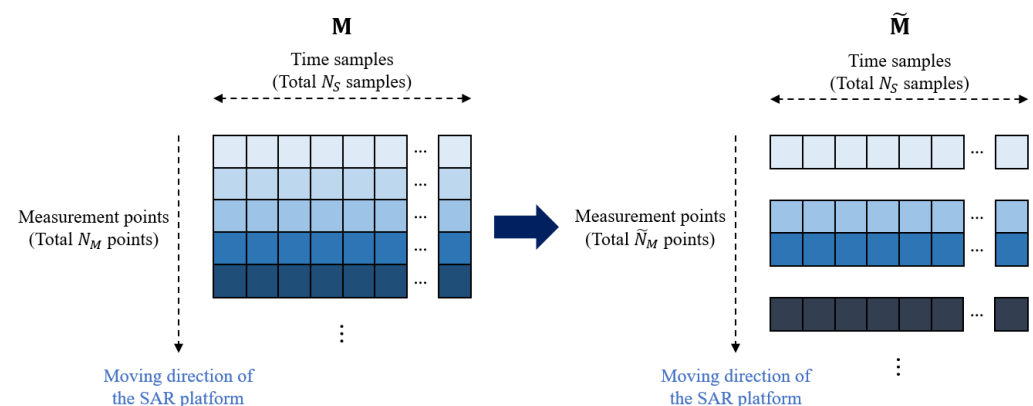 M
Time samples
(Total N_S samples)
...
...
...
...
...
Measurement points
(Total N_M points)
⋮
Moving direction of
the SAR platform
M̃
Time samples
(Total N_S samples)
...
...
...
...
Measurement points
(Total Ñ_M points)
⋮
Moving direction of
the SAR platform